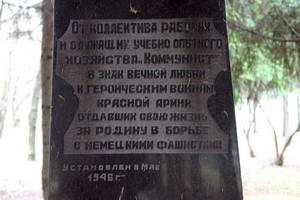 От коллектива рабочих
и служащих учебно опытного
хозяйства „Коммунист"
в знак вечной любви
к героическим воинам
красной армии,
отдавших свою жизнь
за родину в борьбе
с немецкими фашистами
Установлен в Мае
1946 г.